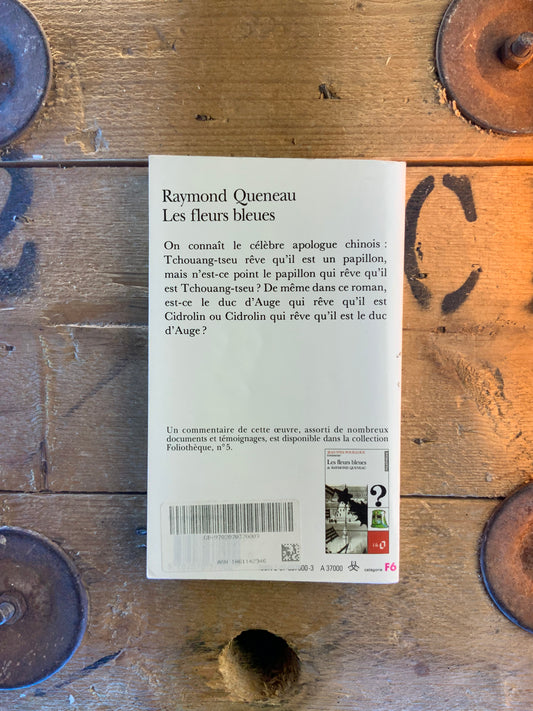 Raymond Queneau
Les fleurs bleues
On connaît le célèbre apologue chinois :
Tchouang-tseu rêve qu'il est un papillon,
mais n'est-ce point le papillon qui rêve qu'il
est Tchouang-tseu ? De même dans ce roman,
est-ce le duc d'Auge qui rêve qu'il est
Cidrolin ou Cidrolin qui rêve qu'il est le duc
d'Auge ?
Un commentaire de cette œuvre, assorti de nombreux
documents et témoignages, est disponible dans la collection
Foliothèque, n° 5.
Les fleurs bleues
de RAYMOND QUENEAU
?
A 37000
catégorie F6
C